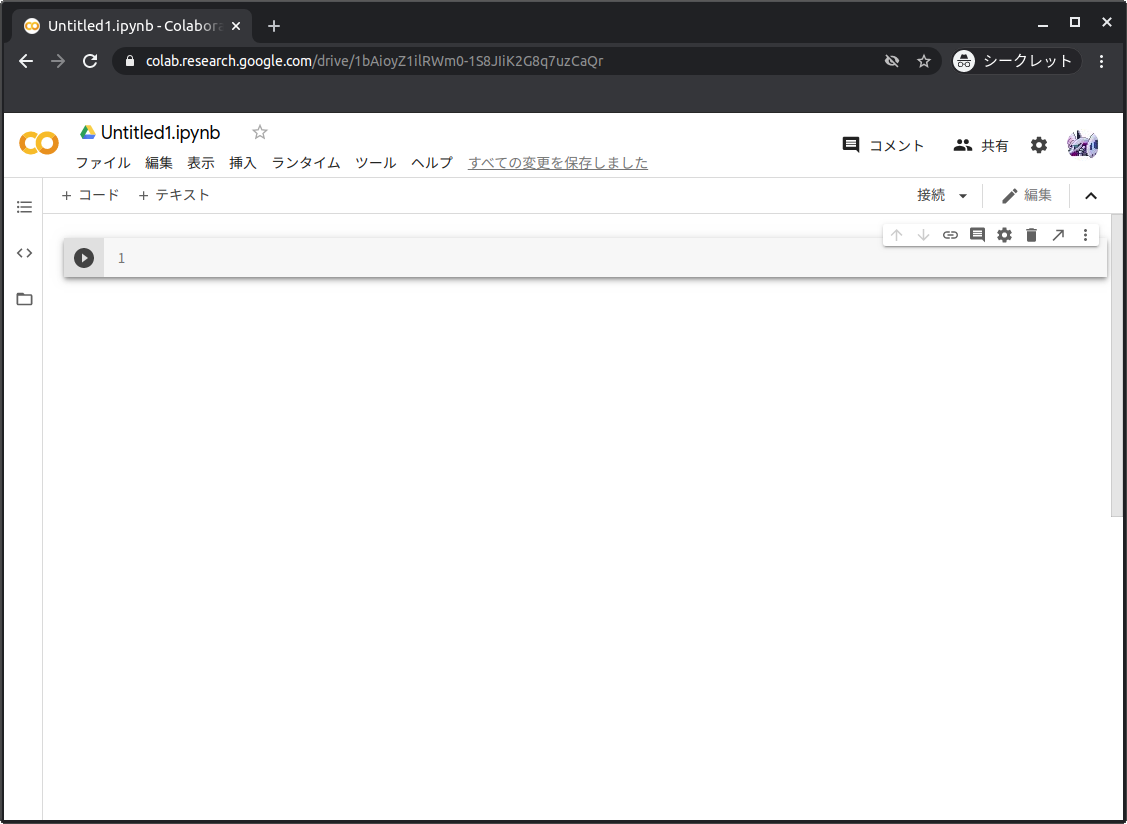 Untitled1.ipynb - Colabora
colab.research.google.com/drive/1bAioyZ1ilRWm0-1S8JIiK2G8q7uzCaQr
シークレット
Untitled1.ipynb
ファイル 編集 表示 挿入 ランタイム ツール ヘルプ すべての変更を保存しました
コメント 共有
+ コード + テキスト
接続 編集
1